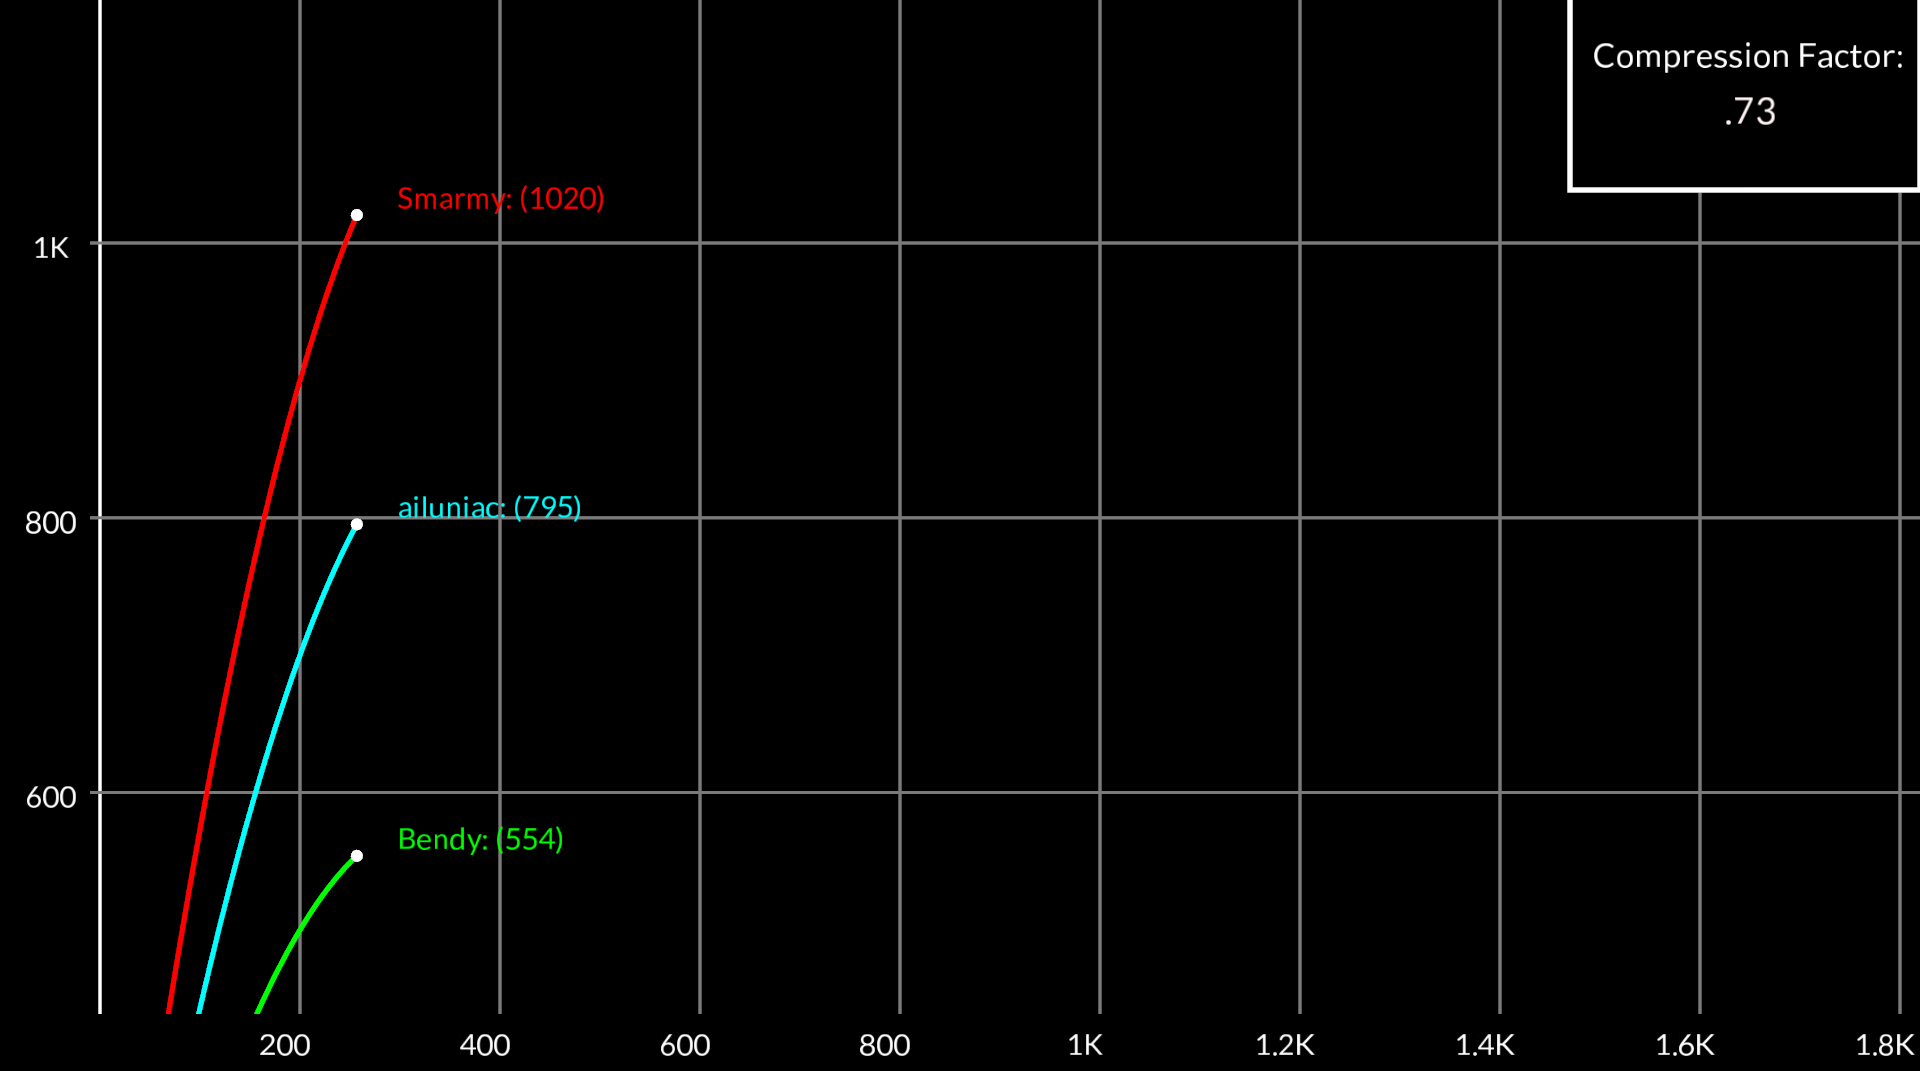 Compression Factor:
.73
Smarmy: (1020)
1K
ailuniac: (795)
800
600
Bendy: (554)
200 400 600 800 1K 1.2K 1.4K 1.6K 1.8K